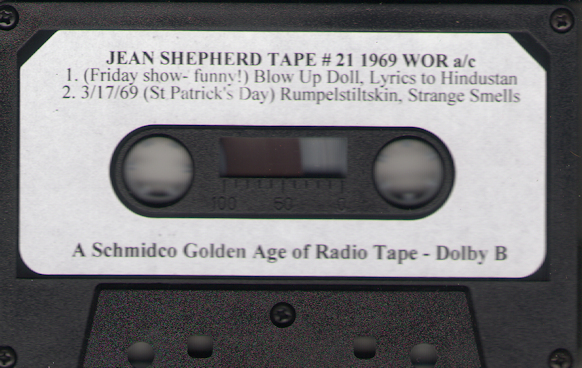 JEAN SHEPHERD TAPE # 21 1969 WOR a/c
1. (Friday show- funny!) Blow Up Doll, Lyrics to Hindustan
2. 3/17/69 (St Patrick's Day) Rumpelstiltskin, Strange Smells
100 50 0
A Schmidco Golden Age of Radio Tape - Dolby B